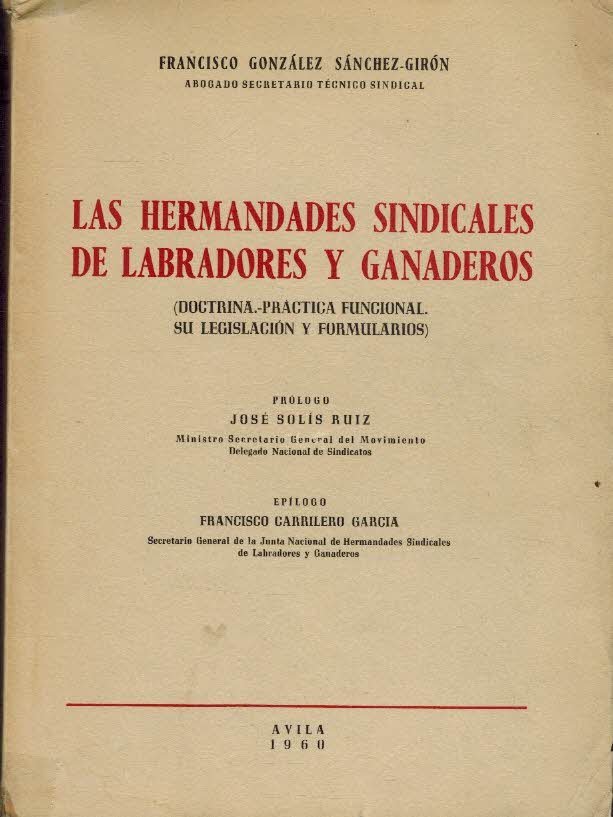 FRANCISCO GONZÁLEZ SÁNCHEZ-GIRÓN
ABOGADO SECRETARIO TÉCNICO SINDICAL
LAS HERMANDADES SINDICALES
DE LABRADORES Y GANADEROS
(DOCTRINA.-PRÁCTICA FUNCIONAL.
SU LEGISLACIÓN Y FORMULARIOS)
PRÓLOGO
JOSÉ SOLÍS RUIZ
Ministro Secretario General del Movimiento
Delegado Nacional de Sindicatos
EPÍLOGO
FRANCISCO CARRILERO GARCIA
Secretario General de la Junta Nacional de Hermandades Sindicales
de Labradores y Ganaderos
AVILA
1960